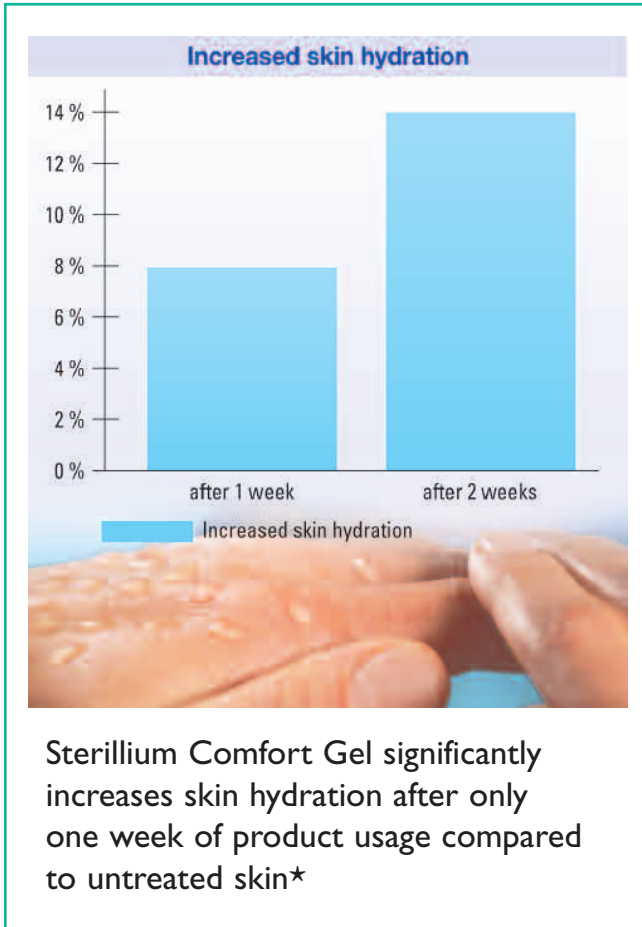 Increased skin hydration
14 %
12 %
10 %
8 %
6 %
4 %
2 %
0 %
after 1 week
after 2 weeks
Increased skin hydration
Sterillium Comfort Gel significantly
increases skin hydration after only
one week of product usage compared
to untreated skin★